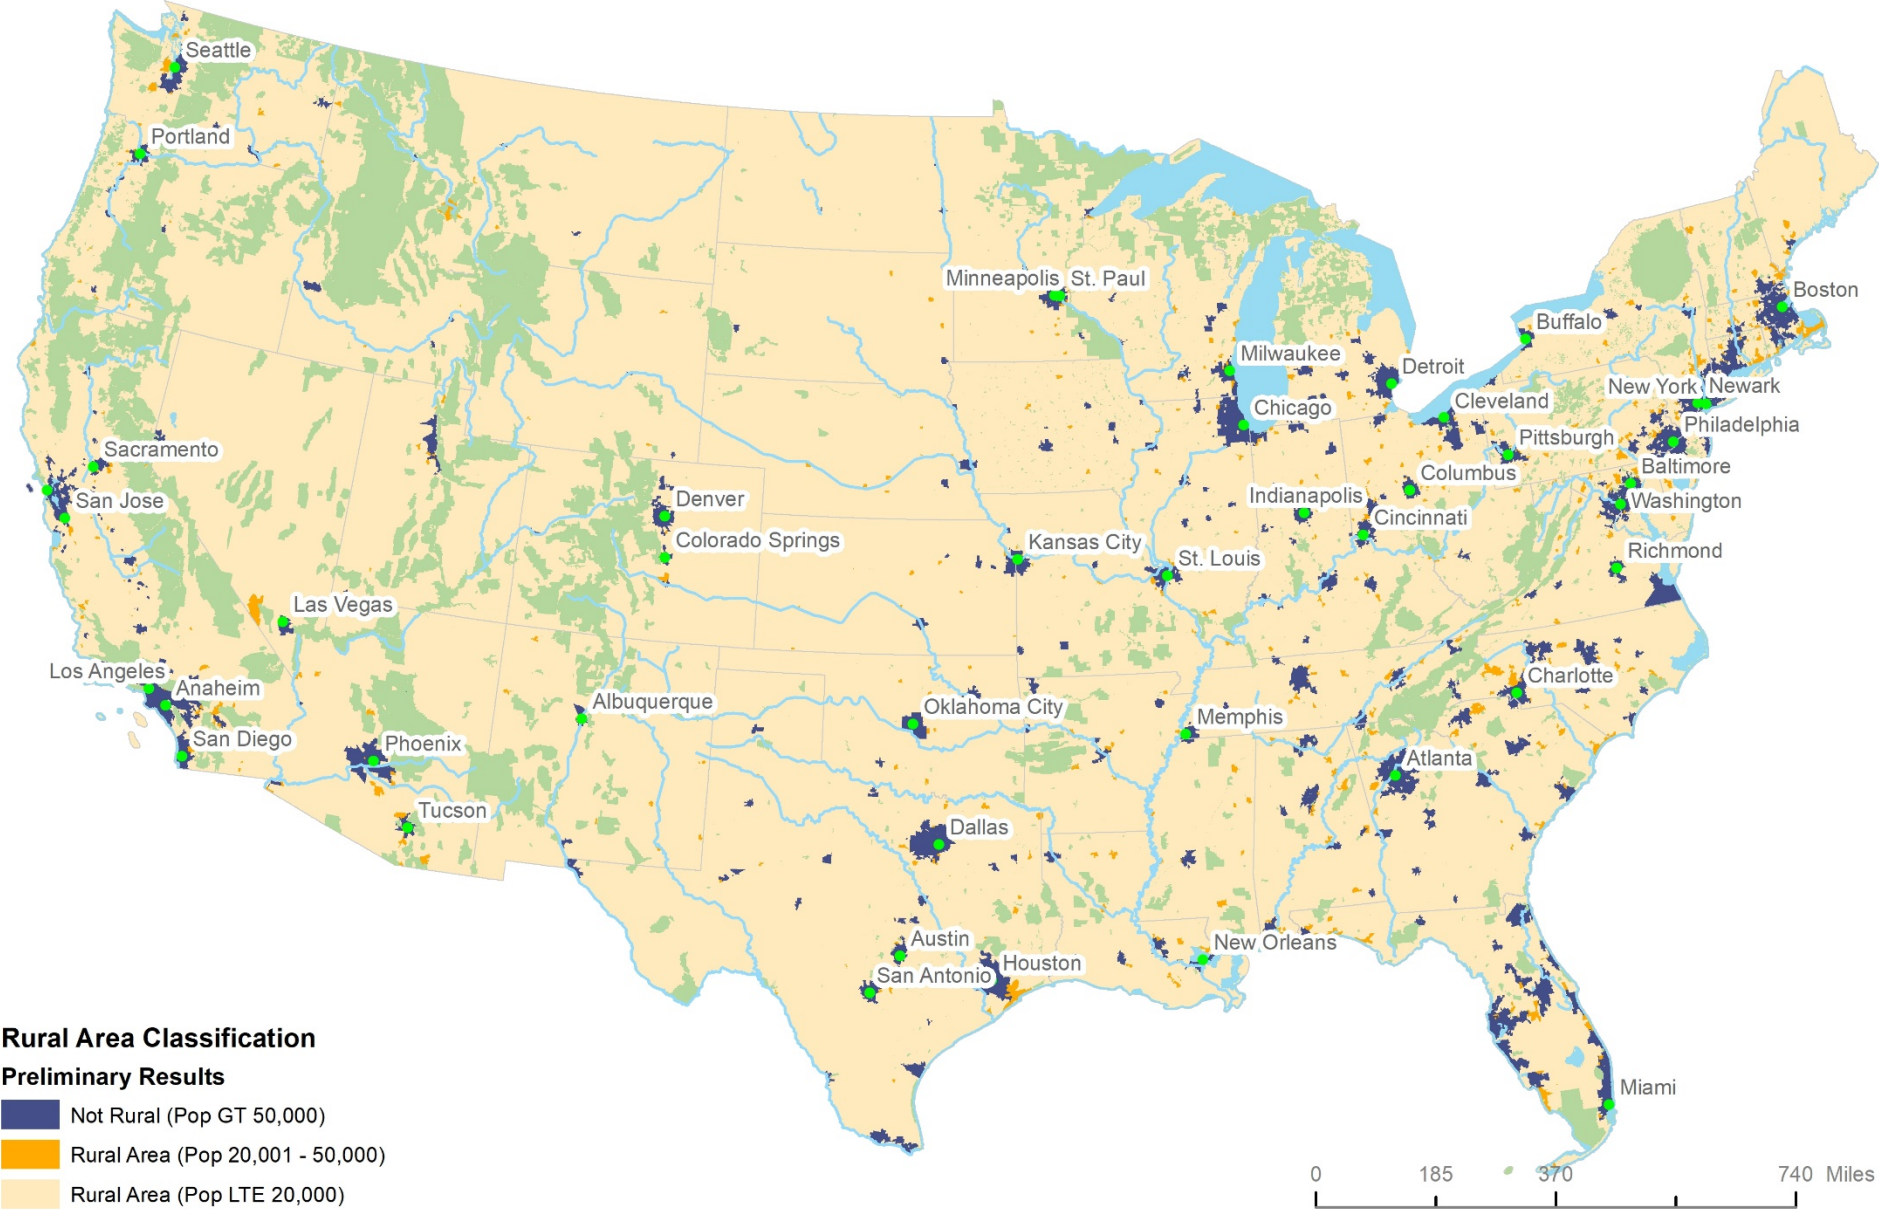 Seattle
Portland
Minneapolis St. Paul
Boston
Buffalo
Milwaukee
Detroit
New York Newark
Cleveland
Chicago
Philadelphia
Pittsburgh
Sacramento
Baltimore
Columbus
Indianapolis
San Jose
Denver
Washington
Cincinnati
Colorado Springs
Kansas City
Richmond
St. Louis
Las Vegas
Los Angeles
Charlotte
Anaheim
Albuquerque
Oklahoma City
Memphis
San Diego
Phoenix
Atlanta
Tucson
Dallas
Austin
New Orleans
Houston
San Antonio
Miami
Rural Area Classification
Preliminary Results
Not Rural (Pop GT 50,000)
Rural Area (Pop 20,001 - 50,000)
Rural Area (Pop LTE 20,000)
0 185 370 740 Miles